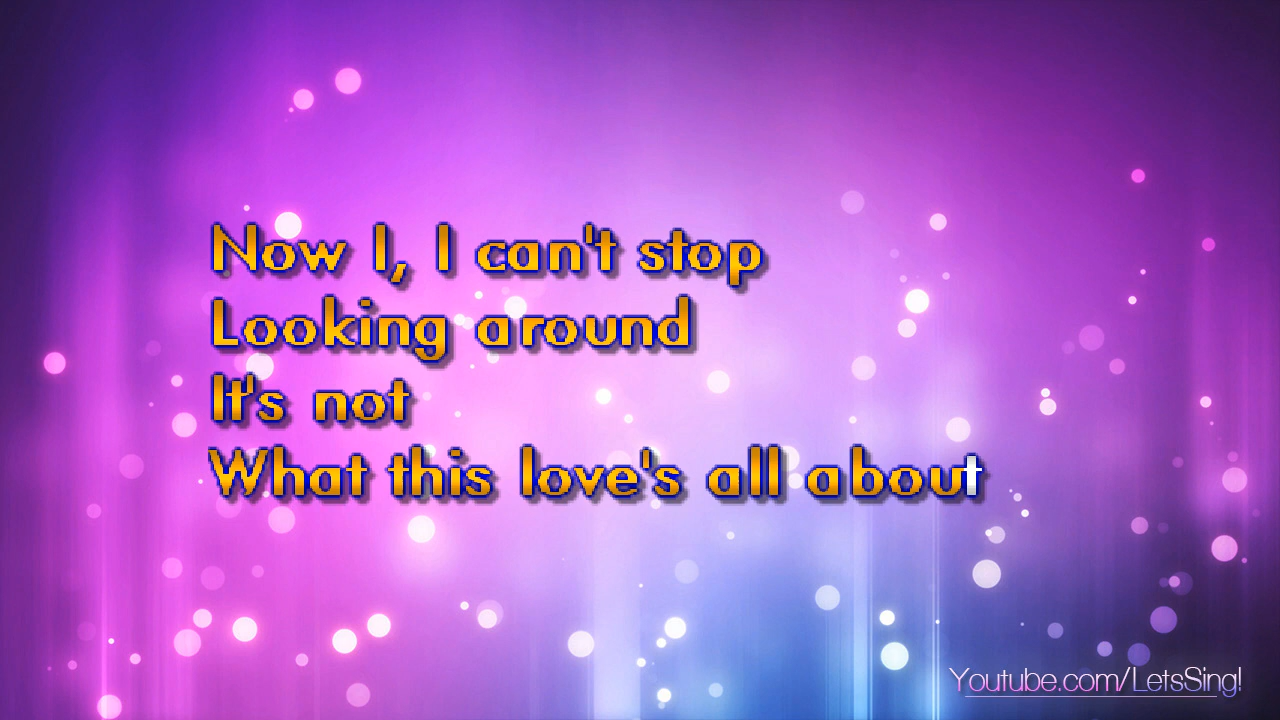 Now I, I can't stop
Looking around
It's not
What this love's all about
Youtube.com/LetsSing!